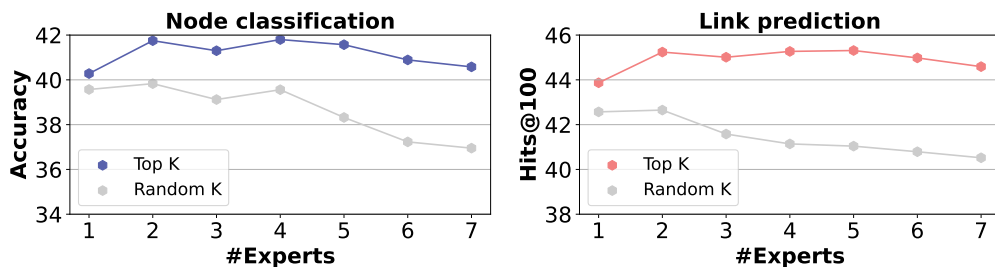 Node classification
Accuracy
42
40
38
36
34
Top K
Random K
1 2 3 4 5 6 7
#Experts
Link prediction
Hits@100
46
44
42
40
38
Top K
Random K
1 2 3 4 5 6 7
#Experts